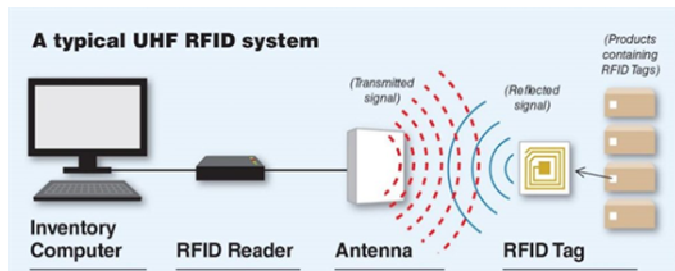 A typical UHF RFID system
(Products
containing
RFID Tags)
(Transmitted
signal)
(Reflected
signal)
Inventory
Computer
RFID Reader
Antenna
RFID Tag